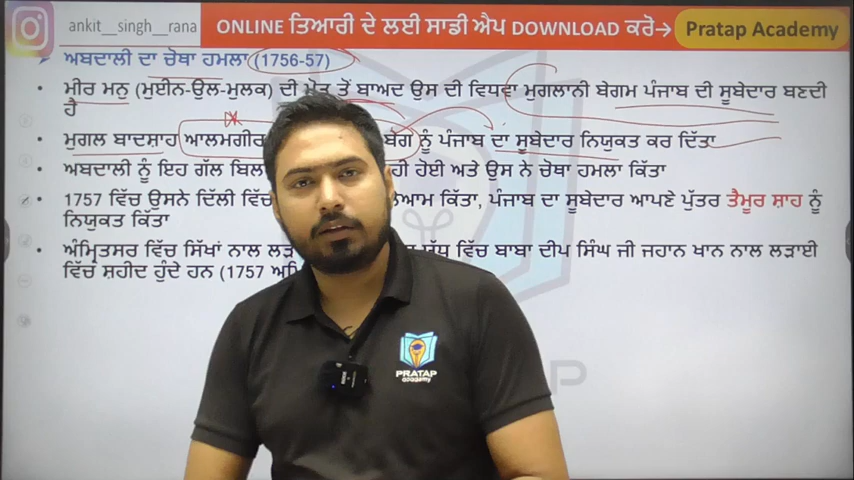 ankit__singh__rana
ONLINE ਤਿਆਰੀ ਦੇ ਲਈ ਸਾਡੀ ਐਪ DOWNLOAD ਕਰੋ→
Pratap Academy
ਅਬਦਾਲੀ ਦਾ ਚੋਥਾ ਹਮਲਾ (1756-57)
ਮੀਰ ਮਨੂ (ਮੁਈਨ-ਉਲ-ਮੁਲਕ) ਦੀ ਮੌਤ ਤੋਂ ਬਾਅਦ ਉਸ ਦੀ ਵਿਧਵਾ ਮੁਗਲਾਨੀ ਬੇਗਮ ਪੰਜਾਬ ਦੀ ਸੂਬੇਦਾਰ ਬਣਦੀ
ਹੈ
ਮੁਗਲ ਬਾਦਸ਼ਾਹ ਆਲਮਗੀਰ ਬੇਗ ਨੂੰ ਪੰਜਾਬ ਦਾ ਸੂਬੇਦਾਰ ਨਿਯੁਕਤ ਕਰ ਦਿੱਤਾ
ਅਬਦਾਲੀ ਨੂੰ ਇਹ ਗੱਲ ਹੀ ਹੋਈ ਅਤੇ ਉਸ ਨੇ ਚੋਥਾ ਹਮਲਾ ਕਿੱਤਾ
1757 ਵਿੱਚ ਉਸਨੇ ਦਿੱਲੀ ਵਿੱਚ ਕਿੱਤਾ, ਪੰਜਾਬ ਦਾ ਸੂਬੇਦਾਰ ਆਪਣੇ ਪੁੱਤਰ ਤੈਮੂਰ ਸ਼ਾਹ ਨੂੰ
ਨਿਯੁਕਤ ਕਿੱਤਾ
ਅੰਮ੍ਰਿਤਸਰ ਵਿੱਚ ਸਿੱਖਾਂ ਨਾਲ ਵਿੱਚ ਬਾਬਾ ਦੀਪ ਸਿੰਘ ਜੀ ਜਹਾਨ ਖਾਨ ਨਾਲ ਲੜਾਈ
ਵਿੱਚ ਸ਼ਹੀਦ ਹੁੰਦੇ ਹਨ (1757
PRATAP
academy